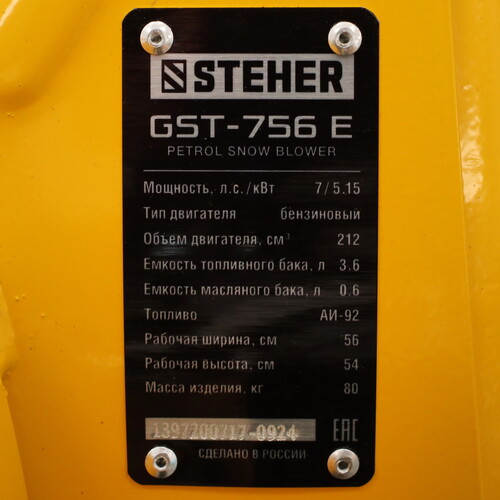 STEHER
GST-756 E
PETROL SNOW BLOWER
Мощность, л.с./кВт 7/5.15
Тип двигателя бензиновый
Объем двигателя, см³ 212
Емкость топливного бака, л 3.6
Емкость масляного бака, л 0,6
Топливо АИ-92
Рабочая ширина, см 56
Рабочая высота, см 54
Масса изделия, кг 80
1397200717-0924 EAC
СДЕЛАНО В РОССИИ